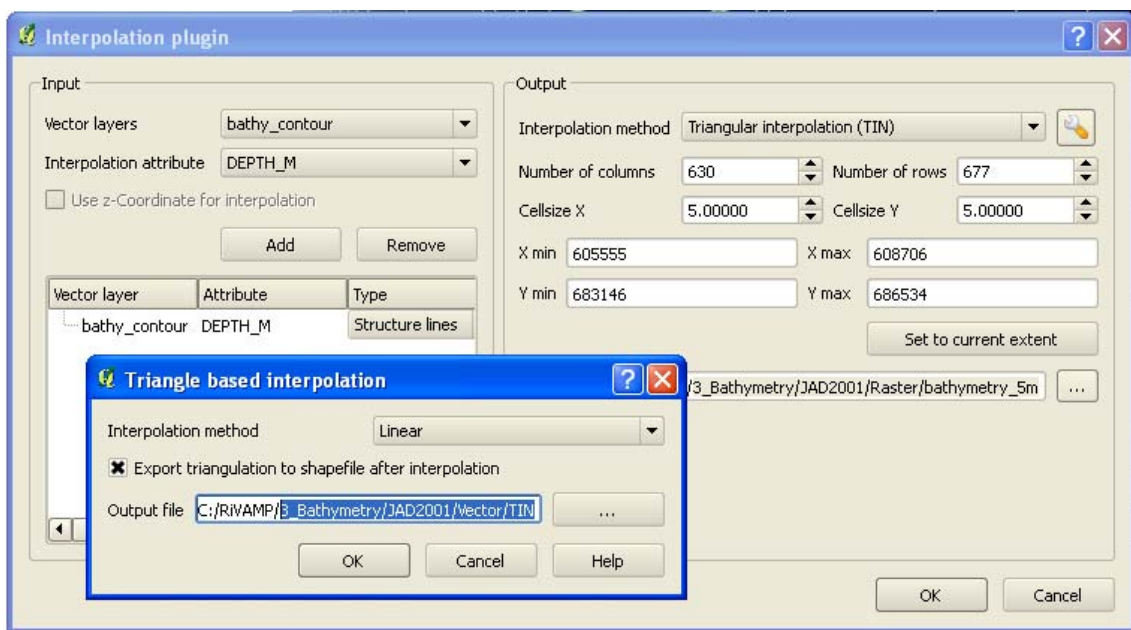 Interpolation plugin
Input
Vector layers bathy_contour
Interpolation attribute DEPTH_M
Use z-Coordinate for interpolation
Add Remove
Vector layer Attribute Type
bathy_contour DEPTH_M Structure lines
Output
Interpolation method Triangular interpolation (TIN)
Number of columns 630 Number of rows 677
Cellsize X 5.00000 Cellsize Y 5.00000
X min 605555 X max 608706
Y min 683146 Y max 686534
Set to current extent
/3_Bathymetry/JAD2001/Raster/bathymetry_5m ...
Triangle based interpolation
Interpolation method Linear
Export triangulation to shapefile after interpolation
Output file C:/RiVAMP/3_Bathymetry/JAD2001/Vector/TIN ...
OK Cancel Help
OK Cancel